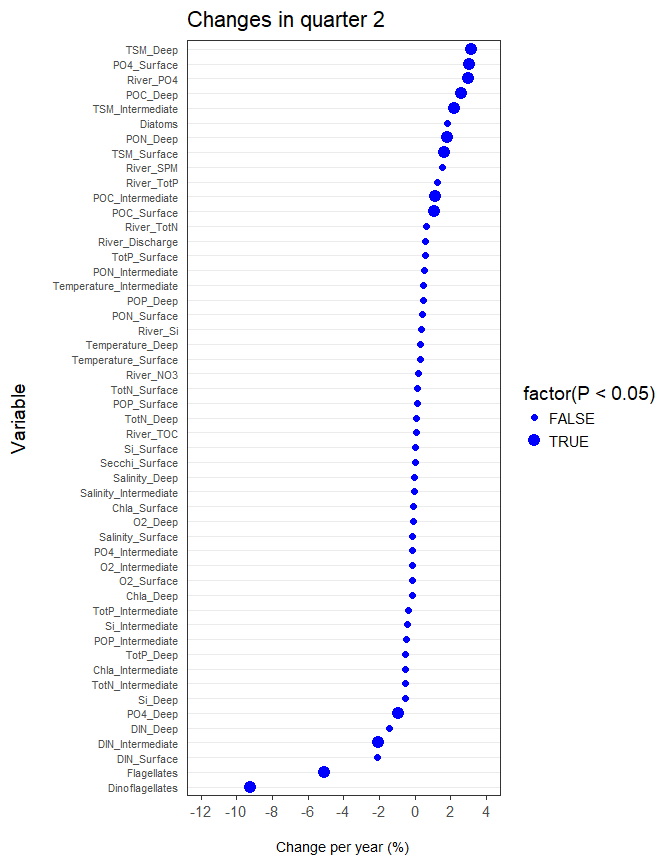 Changes in quarter 2
TSM_Deep
PO4_Surface
River_PO4
POC_Deep
TSM_Intermediate
Diatoms
PON_Deep
TSM_Surface
River_SPM
River_TotP
POC_Intermediate
POC_Surface
River_TotN
River_Discharge
TotP_Surface
PON_Intermediate
Temperature_Intermediate
POP_Deep
PON_Surface
River_Si
Temperature_Deep
Temperature_Surface
River_NO3
TotN_Surface
POP_Surface
TotN_Deep
River_TOC
Si_Surface
Secchi_Surface
Salinity_Deep
Salinity_Intermediate
Chla_Surface
O2_Deep
Salinity_Surface
PO4_Intermediate
O2_Intermediate
O2_Surface
Chla_Deep
TotP_Intermediate
Si_Intermediate
POP_Intermediate
TotP_Deep
Chla_Intermediate
TotN_Intermediate
Si_Deep
PO4_Deep
DIN_Deep
DIN_Intermediate
DIN_Surface
Flagellates
Dinoflagellates
Variable
-12 -10 -8 -6 -4 -2 0 2 4
Change per year (%)
factor(P < 0.05)
FALSE
TRUE